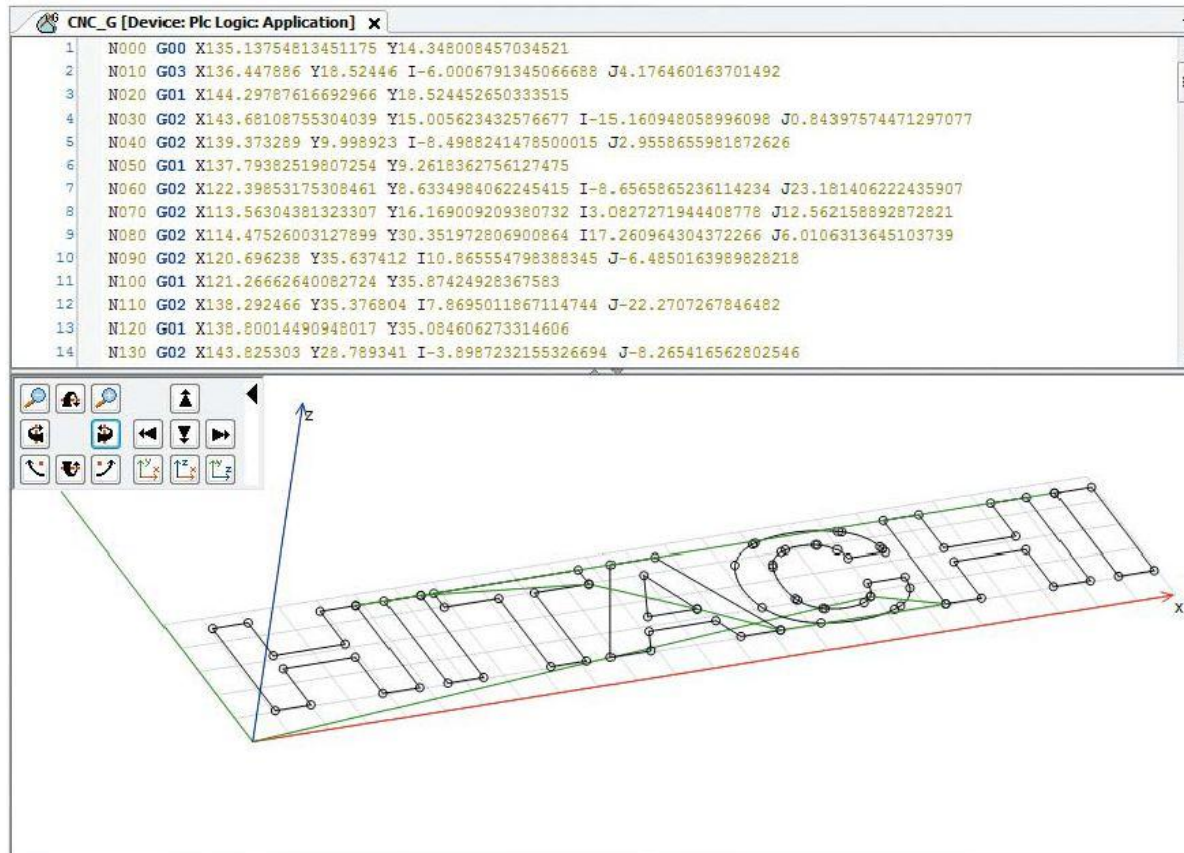 CNC_G [Device: Plc Logic: Application] X
1 N000 G00 X135.13754813451175 Y14.348008457034521
2 N010 G03 X136.447886 Y18.52446 I-6.0006791345066688 J4.176460163701492
3 N020 G01 X144.29787616692966 Y18.524452650333515
4 N030 G02 X143.68108755304039 Y15.005623432576677 I-15.160948058996098 J0.84397574471297077
5 N040 G02 X139.373289 Y9.998923 I-8.4988241478500015 J2.9558655981872626
6 N050 G01 X137.79382519807254 Y9.2618362756127475
7 N060 G02 X122.39853175308461 Y8.6334984062245415 I-8.6565865236114234 J23.181406222435907
8 N070 G02 X113.56304381323307 Y16.169009209380732 I3.0827271944408778 J12.562158892872821
9 N080 G02 X114.47526003127899 Y30.351972806900864 I17.260964304372266 J6.0106313645103739
10 N090 G02 X120.696238 Y35.637412 I10.865554798388345 J-6.4850163989828218
11 N100 G01 X121.26662640082724 Y35.87424928367583
12 N110 G02 X138.292466 Y35.376804 I7.8695011867114744 J-22.2707267846482
13 N120 G01 X138.80014490948017 Y35.084606273314606
14 N130 G02 X143.825303 Y28.789341 I-3.8987232155326694 J-8.265416562802546
z
HITACHI
x